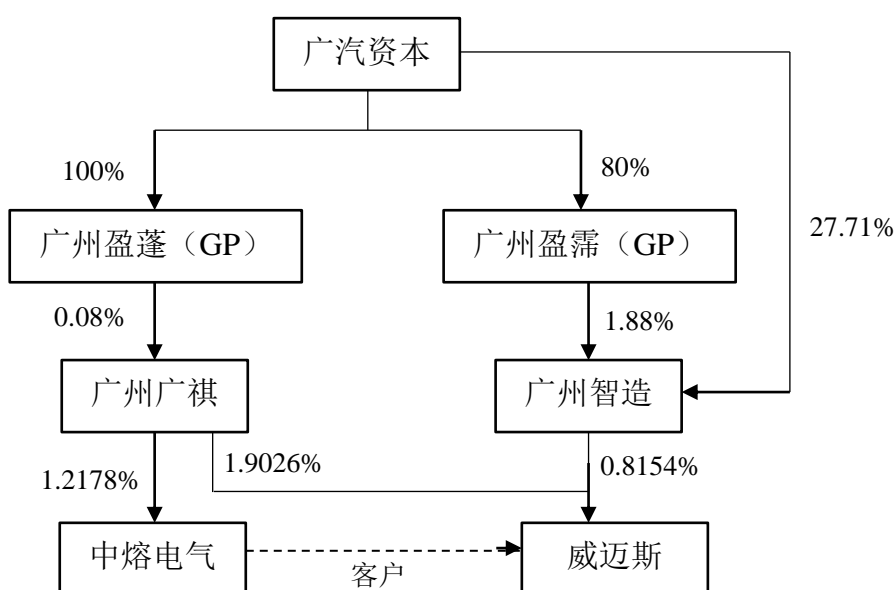 广汽资本
100%
80%
广州盈蓬（GP）
广州盈霈（GP）
27.71%
0.08%
1.88%
广州广祺
广州智造
1.2178%
1.9026%
0.8154%
中熔电气
客户
威迈斯